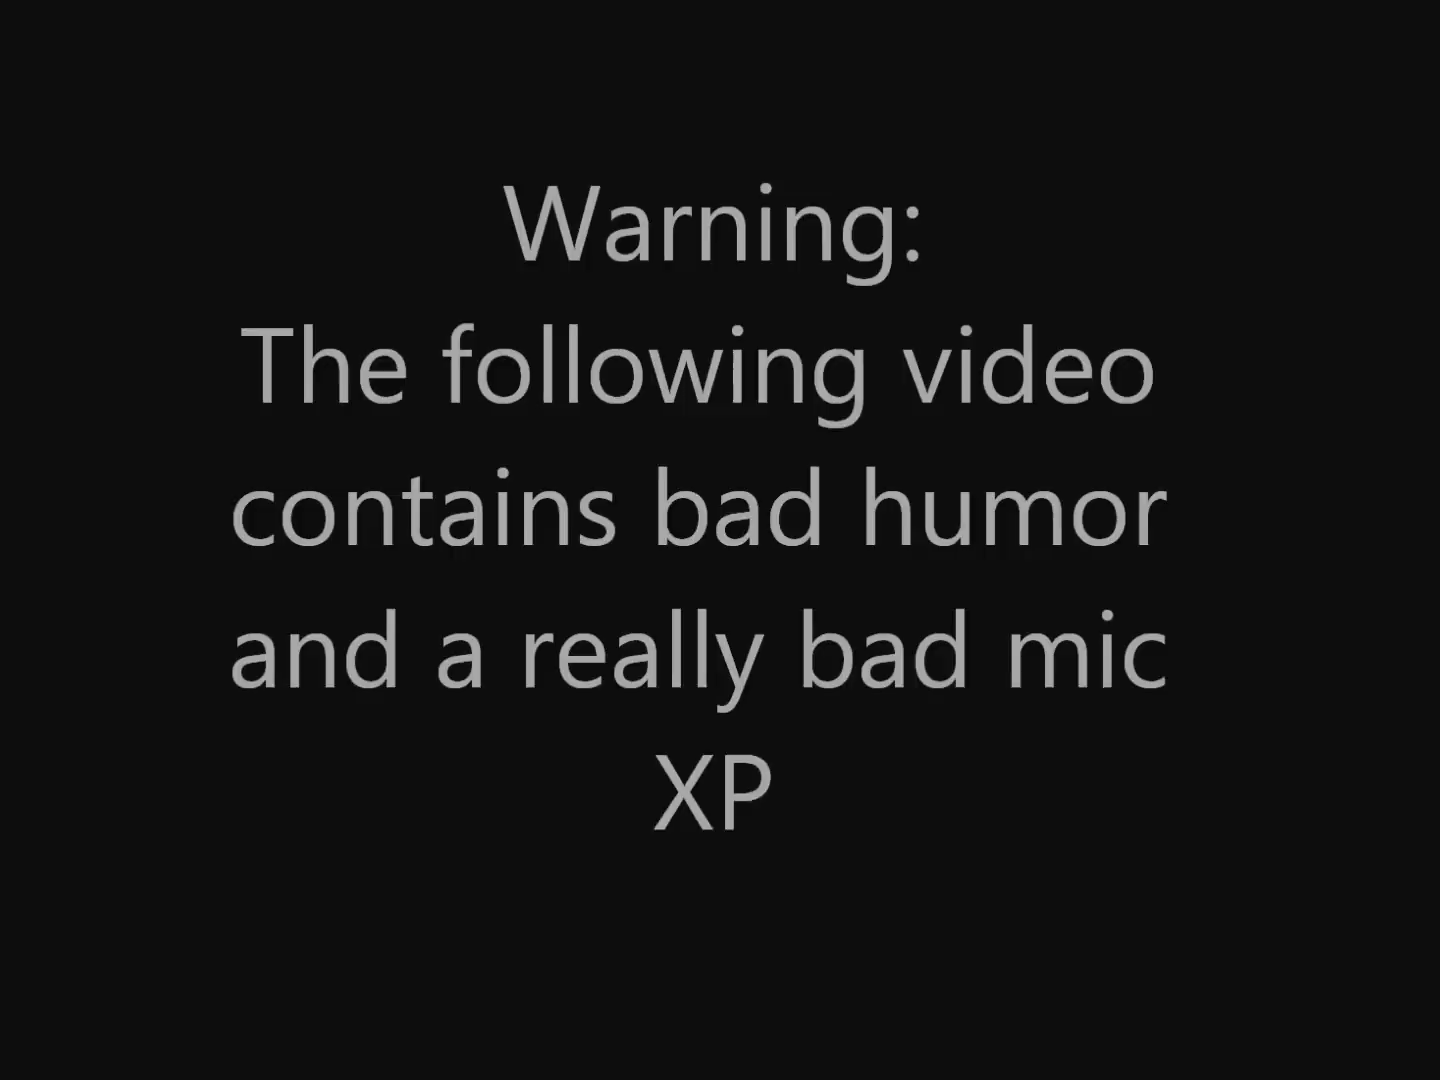 Warning:
The following video
contains bad humor
and a really bad mic
XP